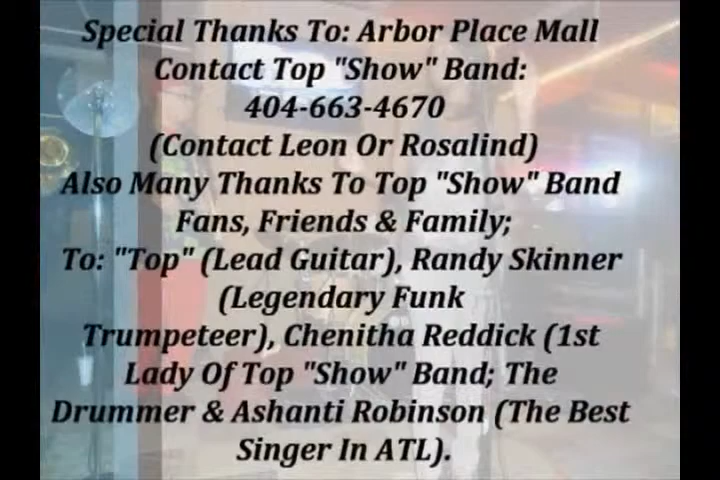 Special Thanks To: Arbor Place Mall
Contact Top "Show" Band:
404-663-4670
(Contact Leon Or Rosalind)
Also Many Thanks To Top "Show" Band
Fans, Friends & Family;
To: "Top" (Lead Guitar), Randy Skinner
(Legendary Funk
Trumpeteer), Chenitha Reddick (1st
Lady Of Top "Show" Band; The
Drummer & Ashanti Robinson (The Best
Singer In ATL).